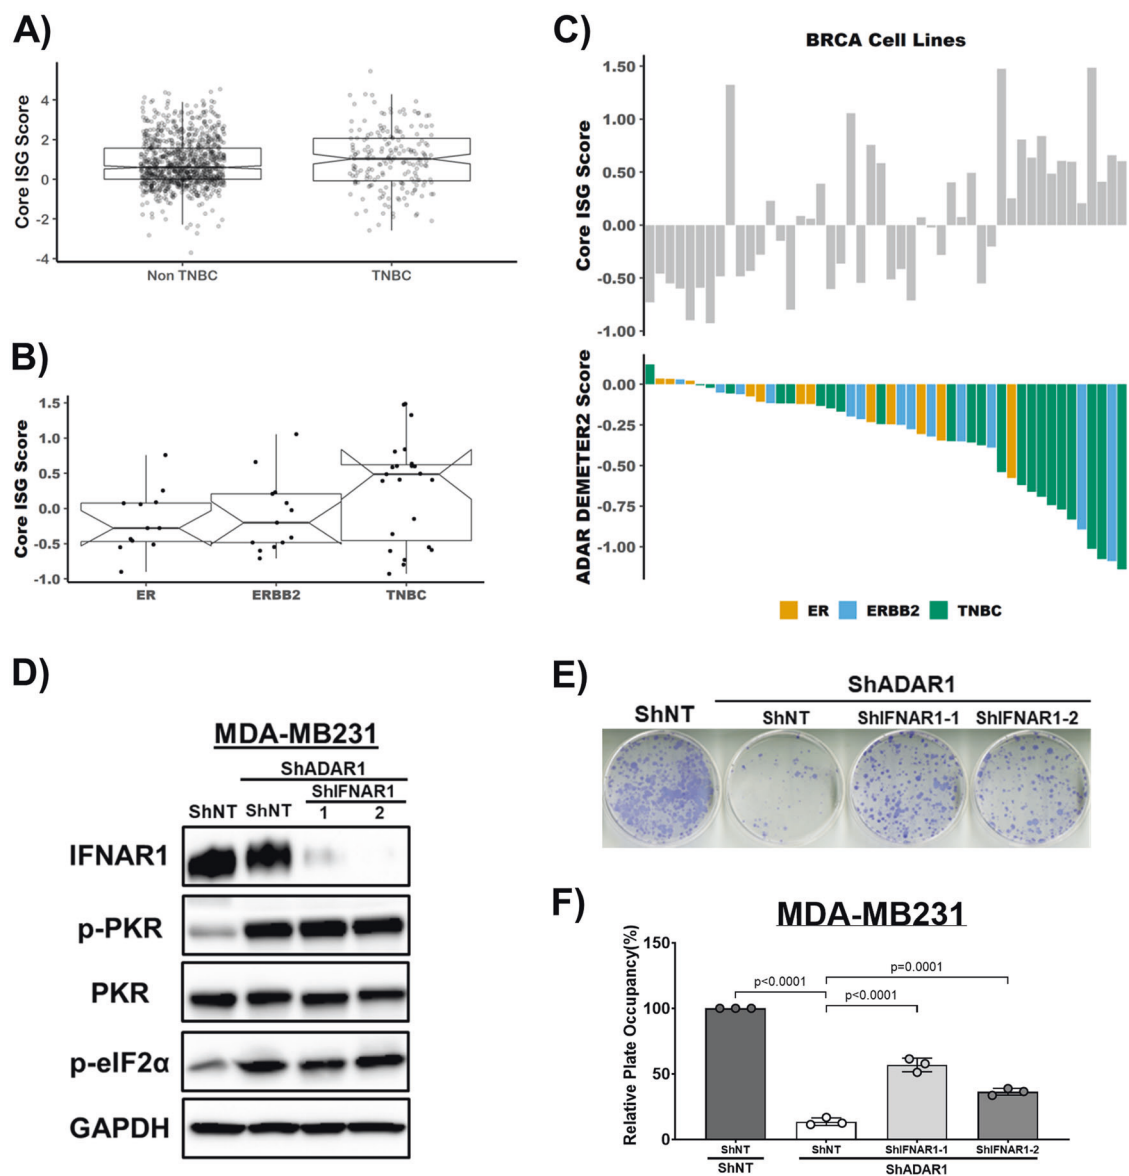 A)
Core ISG Score
4
2
0
-2
-4
Non TNBC
TNBC
B)
Core ISG Score
1.5
1.0
0.5
0.0
-0.5
-1.0
ER
ERBB2
TNBC
C)
BRCA Cell Lines
Core ISG Score
1.50
1.00
0.50
0.00
-0.50
-1.00
ADAR DEMETER2 Score
0.00
-0.25
-0.50
-0.75
-1.00
ER
ERBB2
TNBC
D)
MDA-MB231
ShADAR1
ShIFNAR1
ShNT
ShNT
1
2
IFNAR1
p-PKR
PKR
p-eIF2α
GAPDH
E)
ShADAR1
ShNT
ShNT
ShIFNAR1-1
ShIFNAR1-2
F)
MDA-MB231
Relative Plate Occupancy(%)
150
100
50
0
p<0.0001
p=0.0001
p<0.0001
ShNT
ShNT
ShIFNAR1-1
ShIFNAR1-2
ShNT
ShADAR1